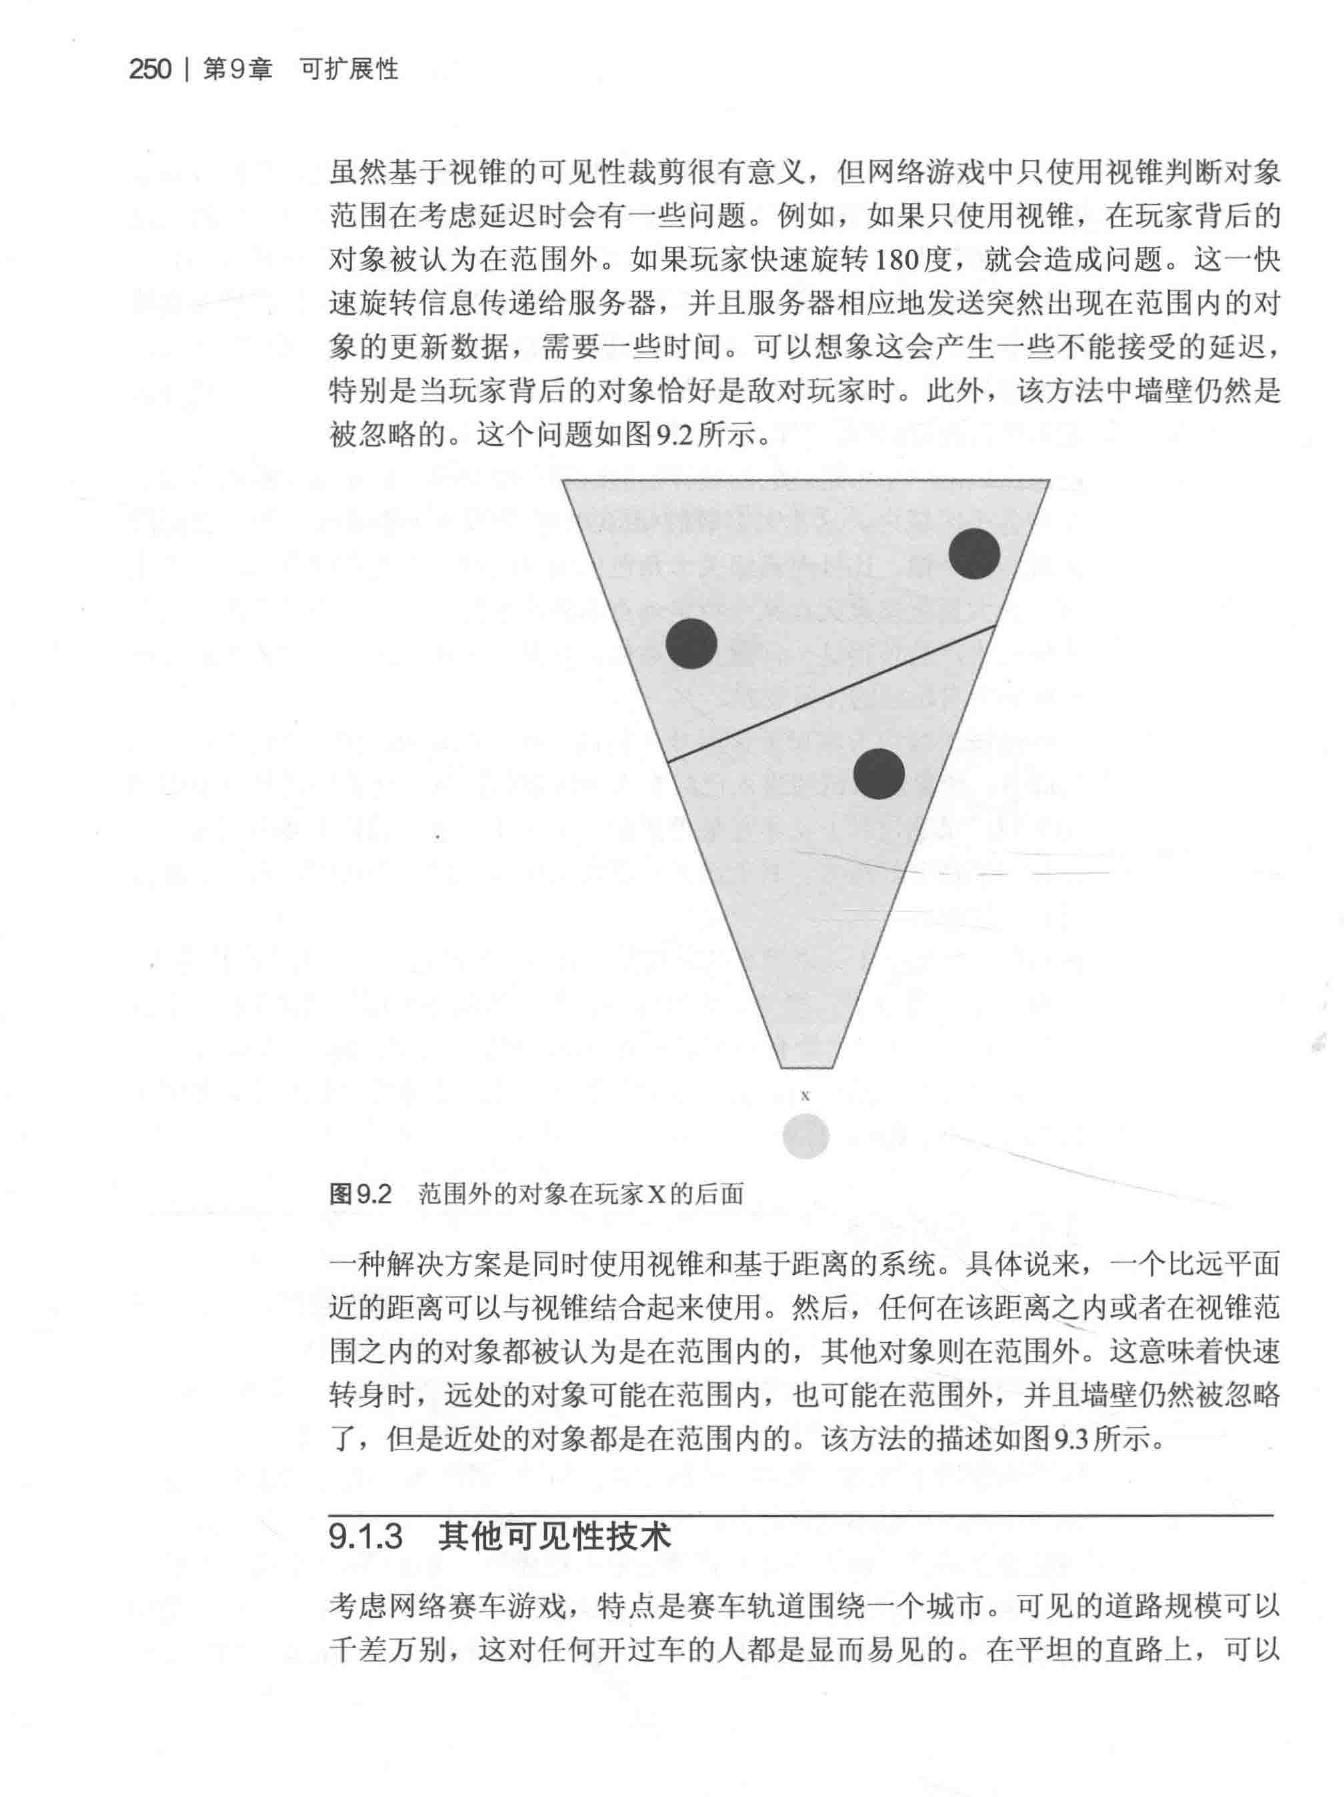 250 | 第9章 可扩展性
虽然基于视锥的可见性裁剪很有意义，但网络游戏中只使用视锥判断对象
范围在考虑延迟时会有一些问题。例如，如果只使用视锥，在玩家背后的
对象被认为在范围外。如果玩家快速旋转180度，就会造成问题。这一快
速旋转信息传递给服务器，并且服务器相应地发送突然出现在范围内的对
象的更新数据，需要一些时间。可以想象这会产生一些不能接受的延迟，
特别是当玩家背后的对象恰好是敌对玩家时。此外，该方法中墙壁仍然是
被忽略的。这个问题如图9.2所示。
x
图9.2 范围外的对象在玩家X的后面
一种解决方案是同时使用视锥和基于距离的系统。具体说来，一个比远平面
近的距离可以与视锥结合起来使用。然后，任何在该距离之内或者在视锥范
围之内的对象都被认为是在范围内的，其他对象则在范围外。这意味着快速
转身时，远处的对象可能在范围内，也可能在范围外，并且墙壁仍然被忽略
了，但是近处的对象都是在范围内的。该方法的描述如图9.3所示。
9.1.3 其他可见性技术
考虑网络赛车游戏，特点是赛车轨道围绕一个城市。可见的道路规模可以
千差万别，这对任何开过车的人都是显而易见的。在平坦的直路上，可以